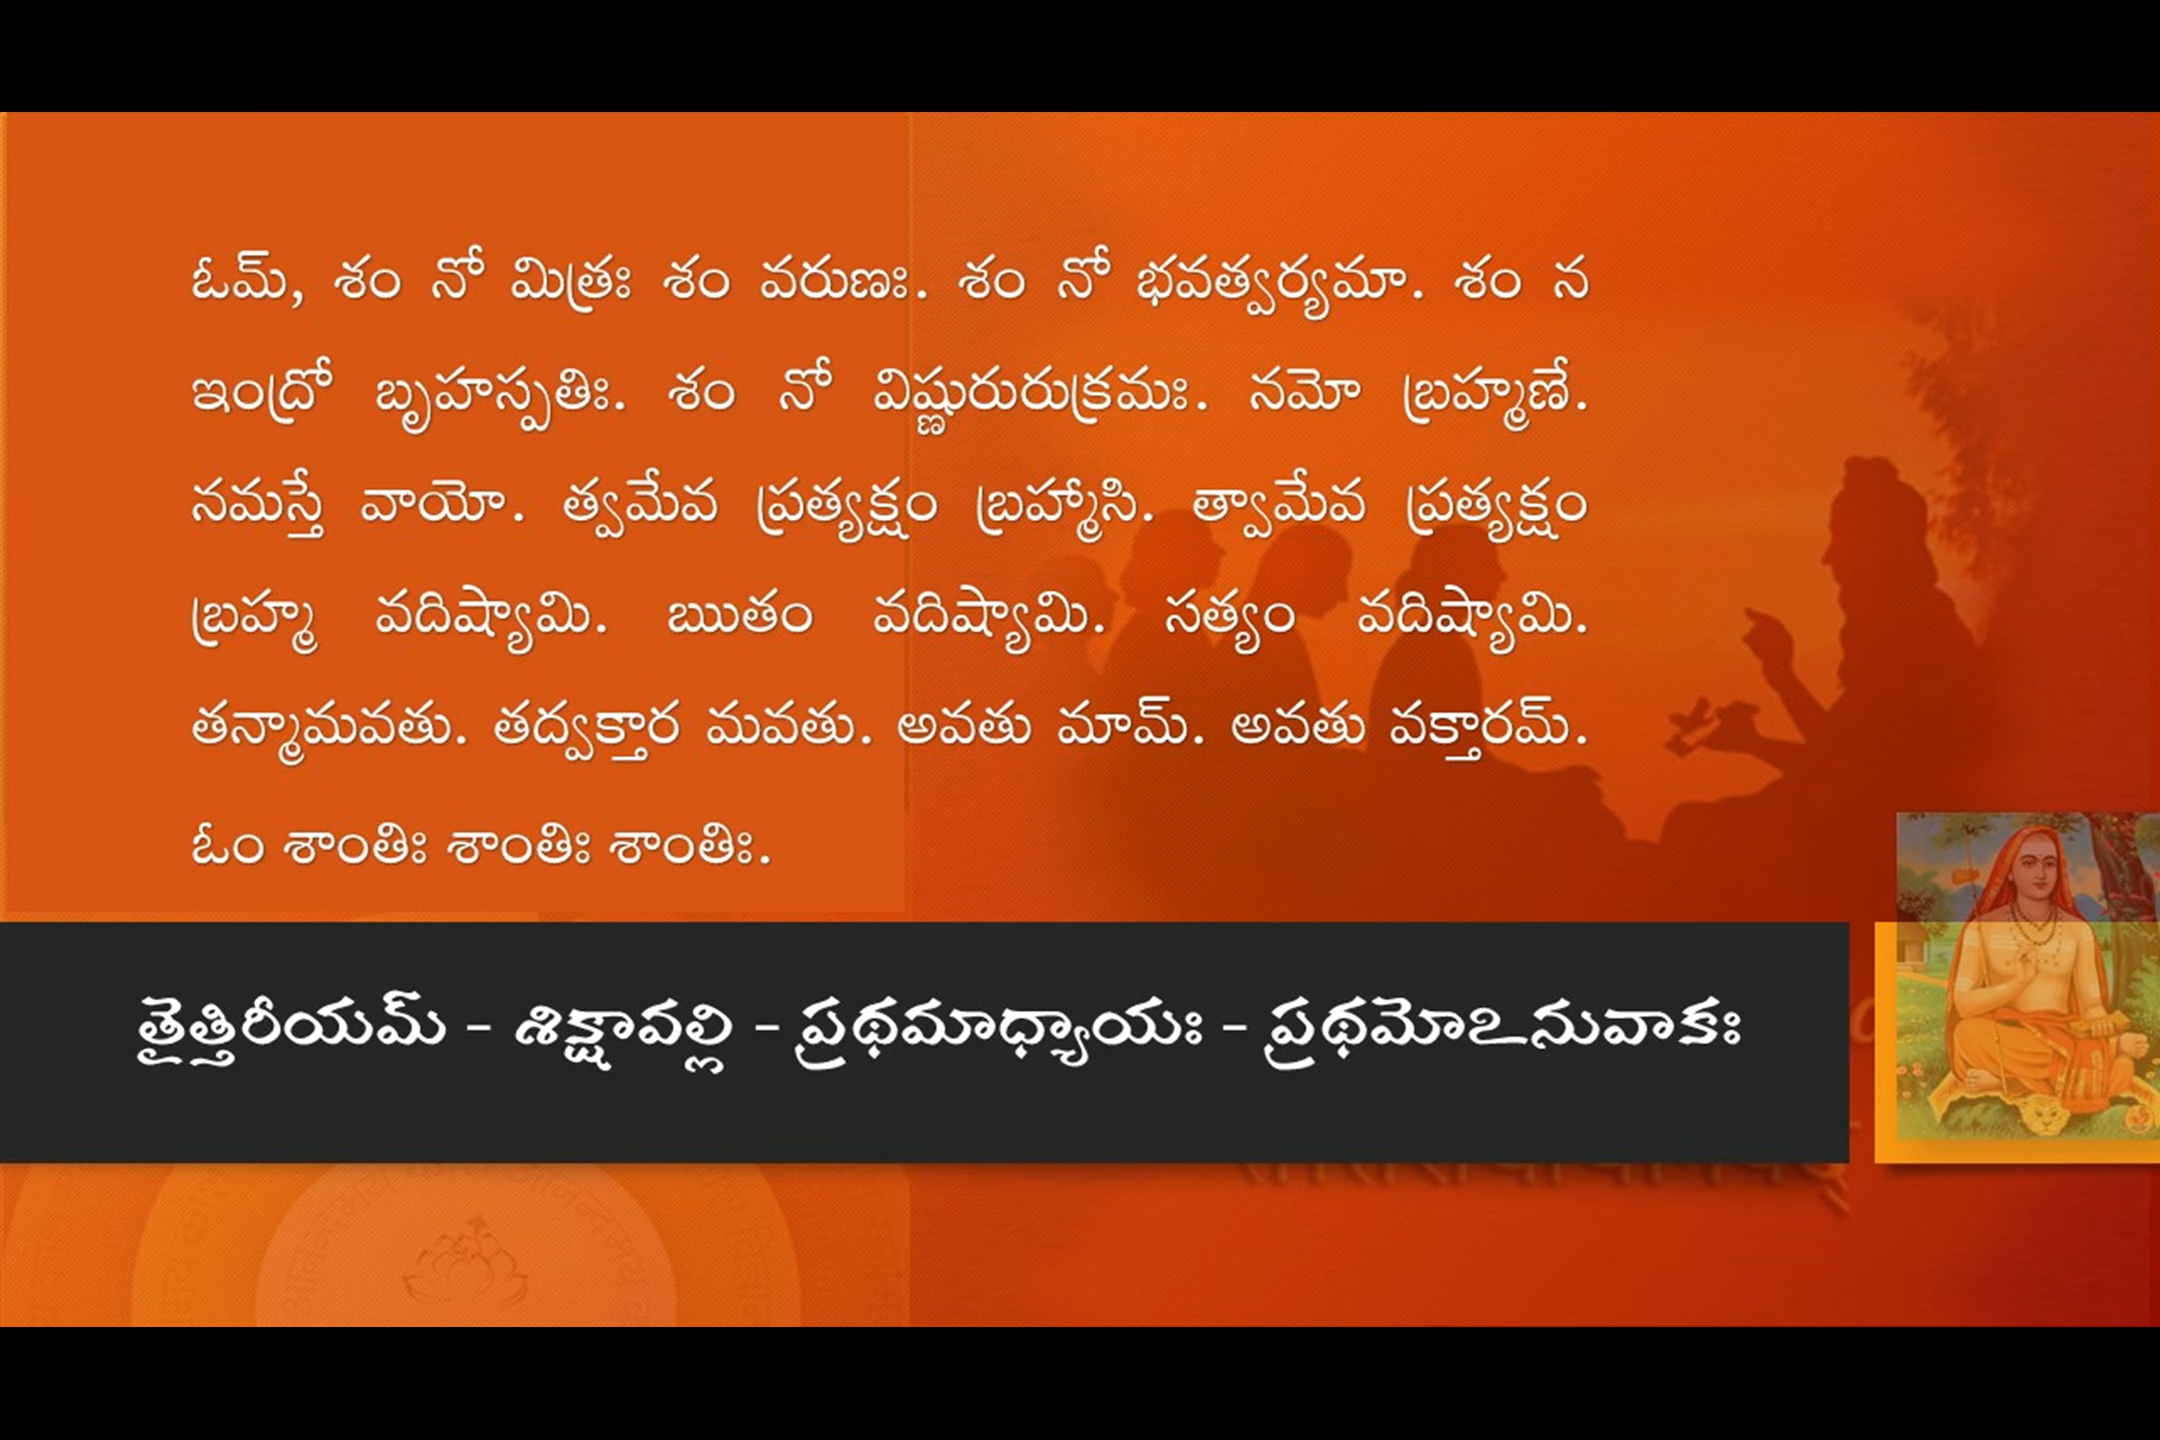 ఓమ్, శం నో మిత్రః శం వరుణః. శం నో భవత్వర్యమా. శం న
ఇంద్రో బృహస్పతిః. శం నో విష్ణురురుక్రమః. నమో బ్రహ్మణే.
నమస్తే వాయో. త్వమేవ ప్రత్యక్షం బ్రహ్మాసి. త్వామేవ ప్రత్యక్షం
బ్రహ్మ వదిష్యామి. ఋతం వదిష్యామి. సత్యం వదిష్యామి.
తన్మామవతు. తద్వక్తార మవతు. అవతు మామ్. అవతు వక్తారమ్.
ఓం శాంతిః శాంతిః శాంతిః.
తైత్తిరీయమ్ - శిక్షావల్లి - ప్రథమాధ్యాయః - ప్రథమోఽనువాకః